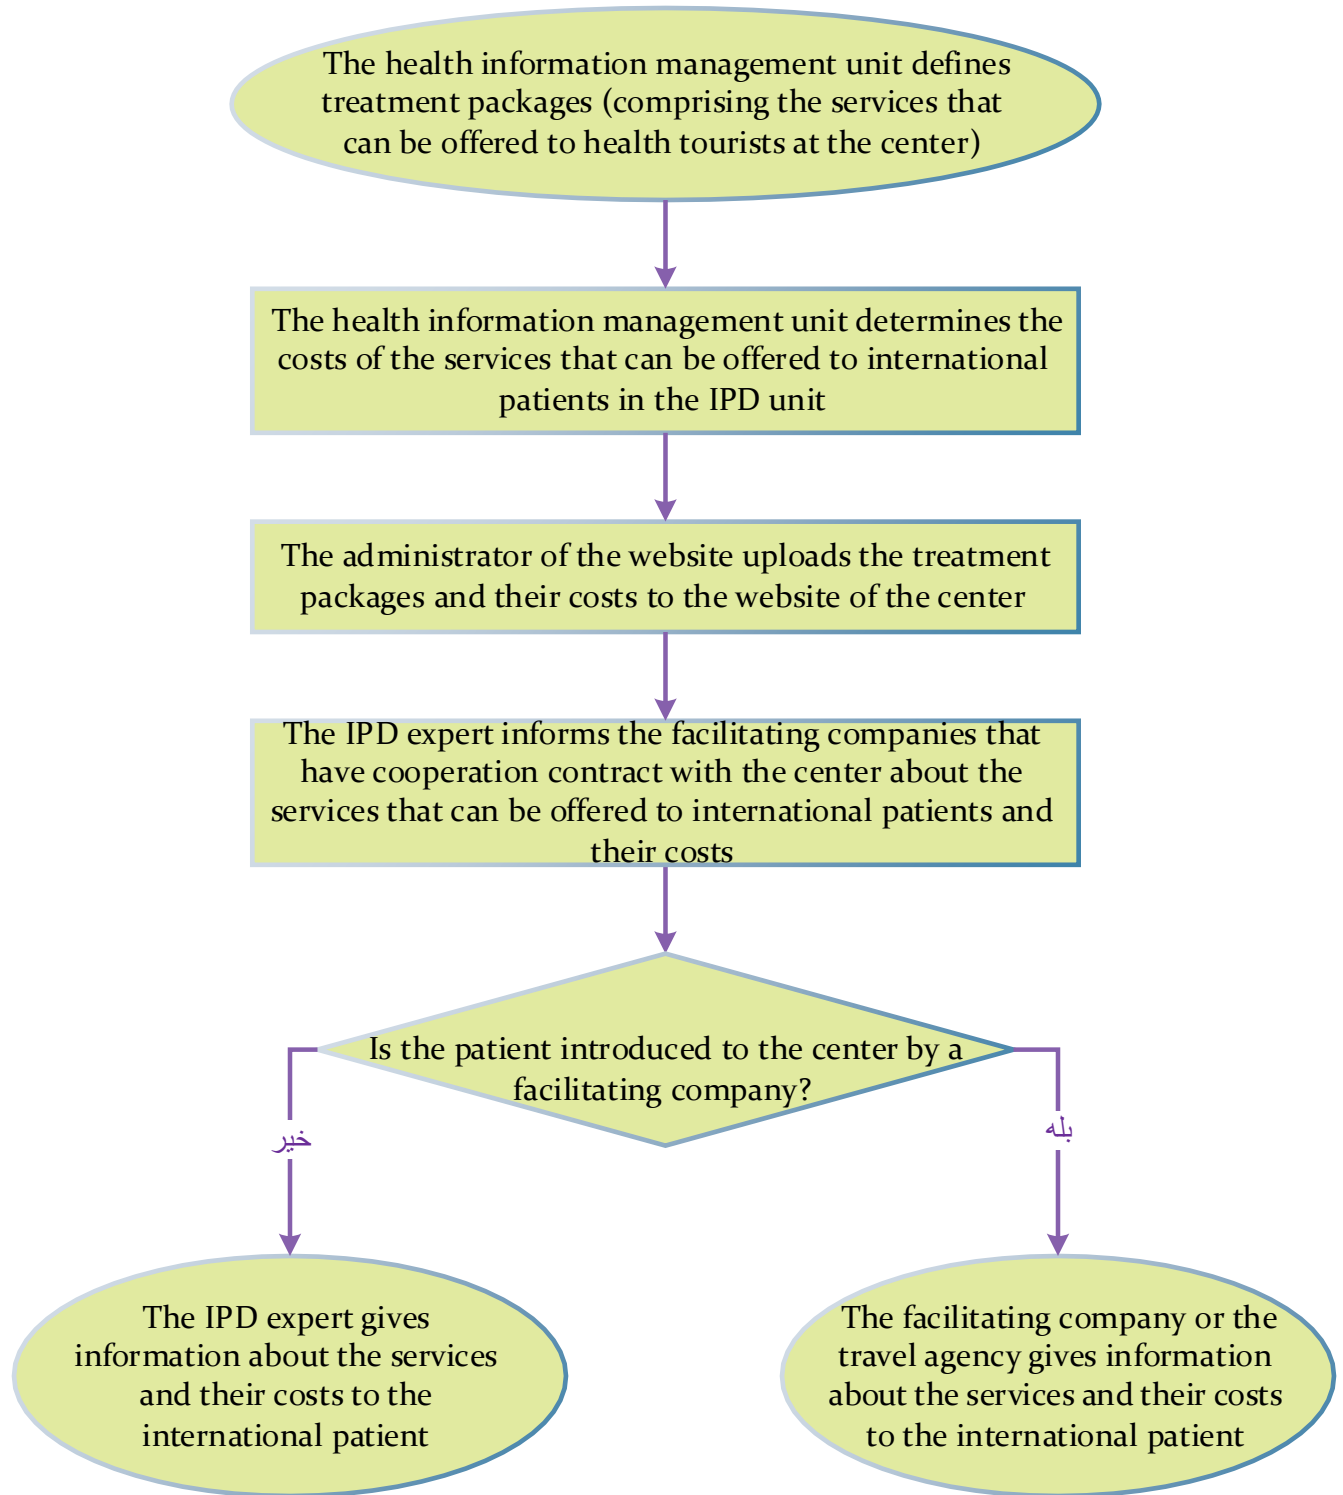 The health information management unit defines
treatment packages (comprising the services that
can be offered to health tourists at the center)
The health information management unit determines the
costs of the services that can be offered to international
patients in the IPD unit
The administrator of the website uploads the treatment
packages and their costs to the website of the center
The IPD expert informs the facilitating companies that
have cooperation contract with the center about the
services that can be offered to international patients and
their costs
Is the patient introduced to the center by a
facilitating company?
خیر
بله
The IPD expert gives
information about the services
and their costs to the
international patient
The facilitating company or the
travel agency gives information
about the services and their costs
to the international patient